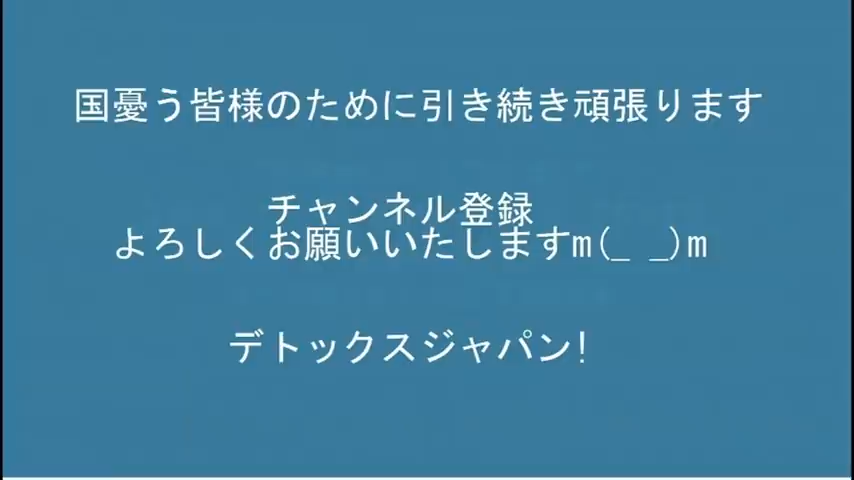 国憂う皆様のために引き続き頑張ります
チャンネル登録
よろしくお願いいたしますm(_ _)m
デトックスジャパン!